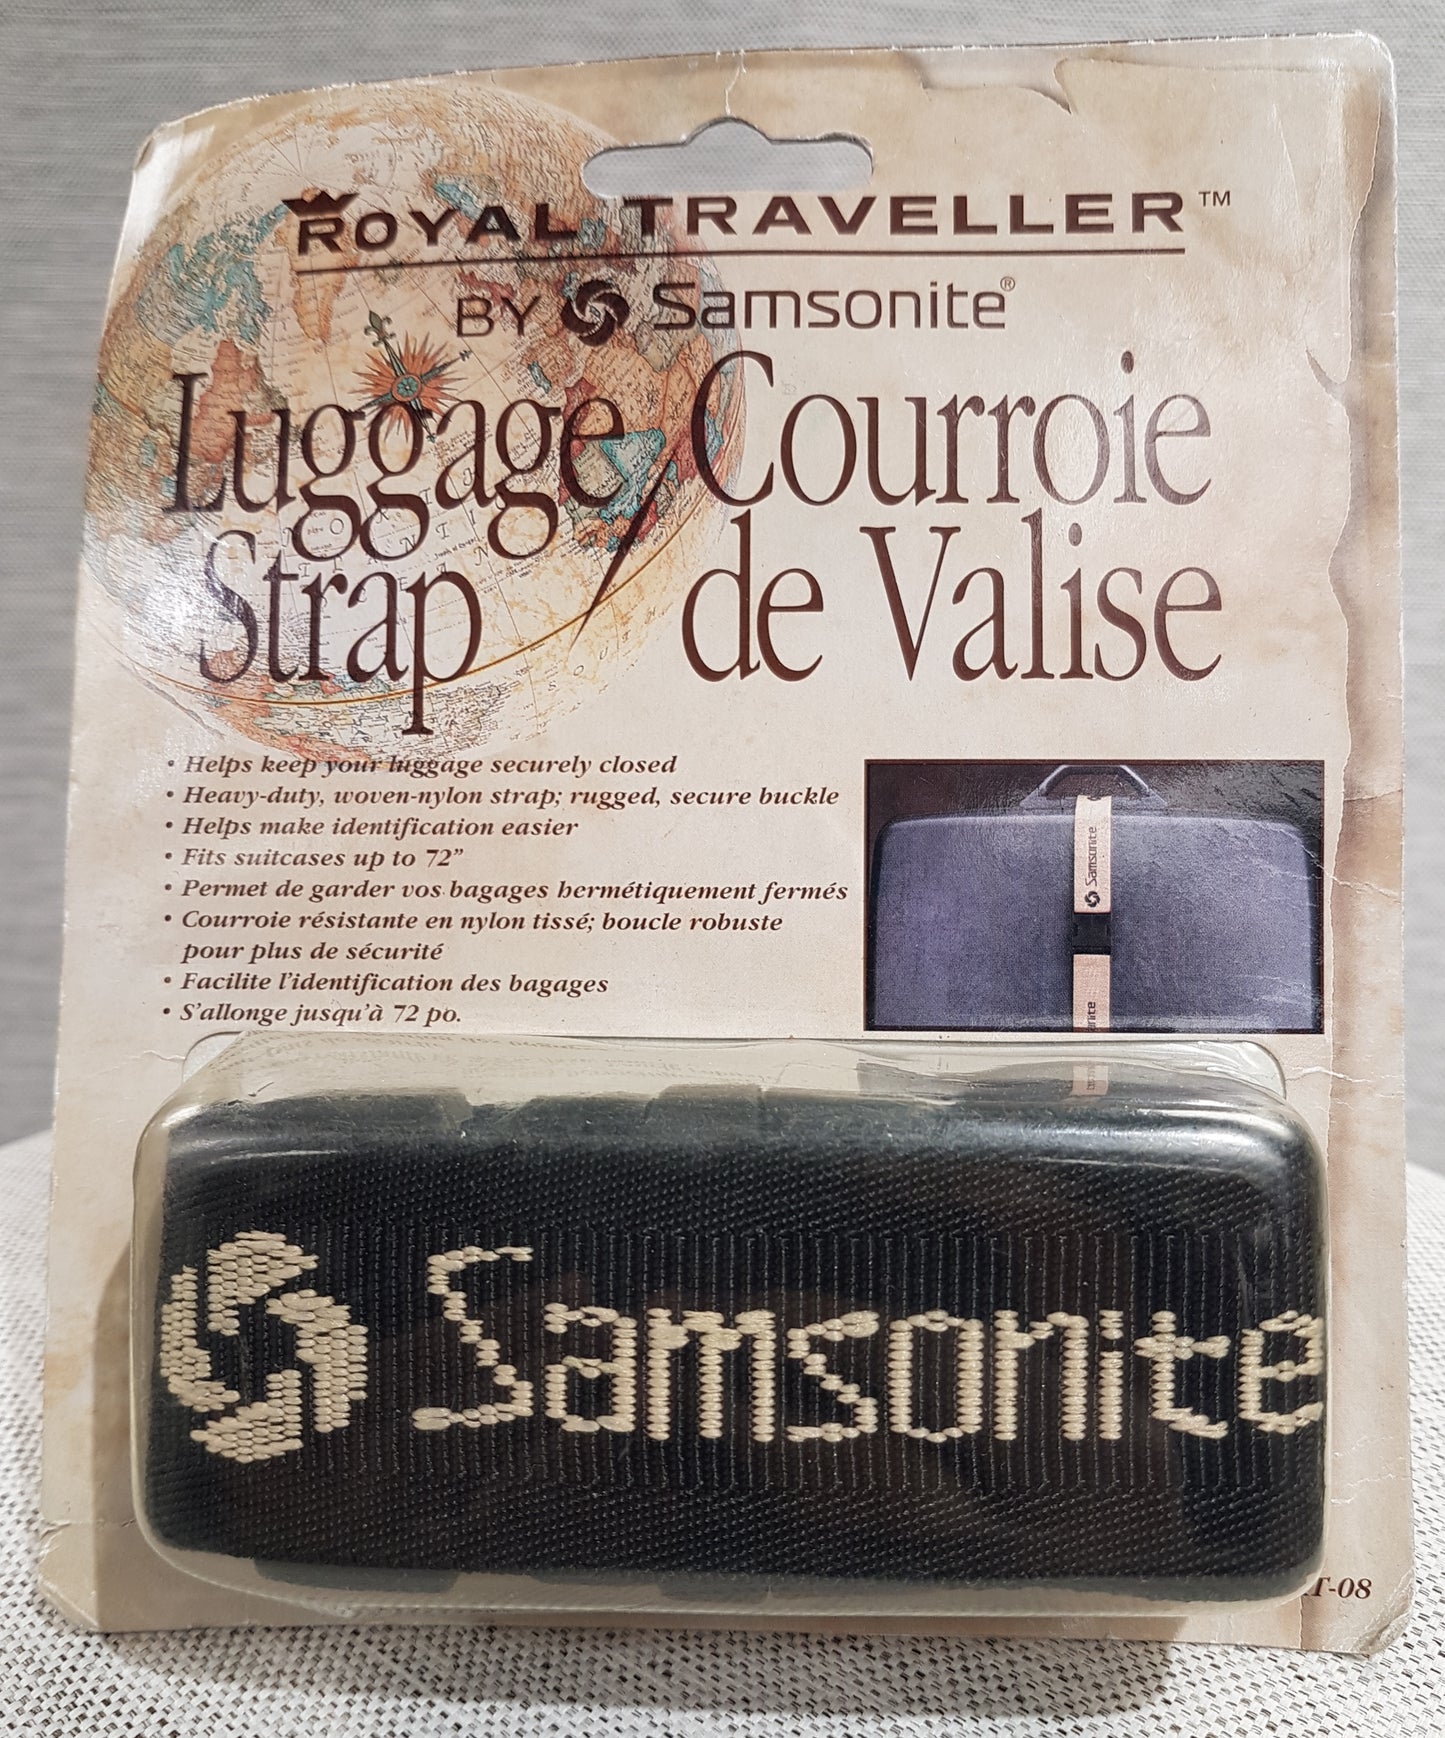 ROYAL TRAVELLER™
BY Samsonite®
Luggage / Courroie
Strap de Valise
• Helps keep your luggage securely closed
• Heavy-duty, woven-nylon strap; rugged, secure buckle
• Helps make identification easier
• Fits suitcases up to 72”
• Permet de garder vos bagages hermétiquement fermés
• Courroie résistante en nylon tissé; boucle robuste
pour plus de sécurité
• Facilite l’identification des bagages
• S’allonge jusqu’à 72 po.
Samsonite
Samsonite
T-08